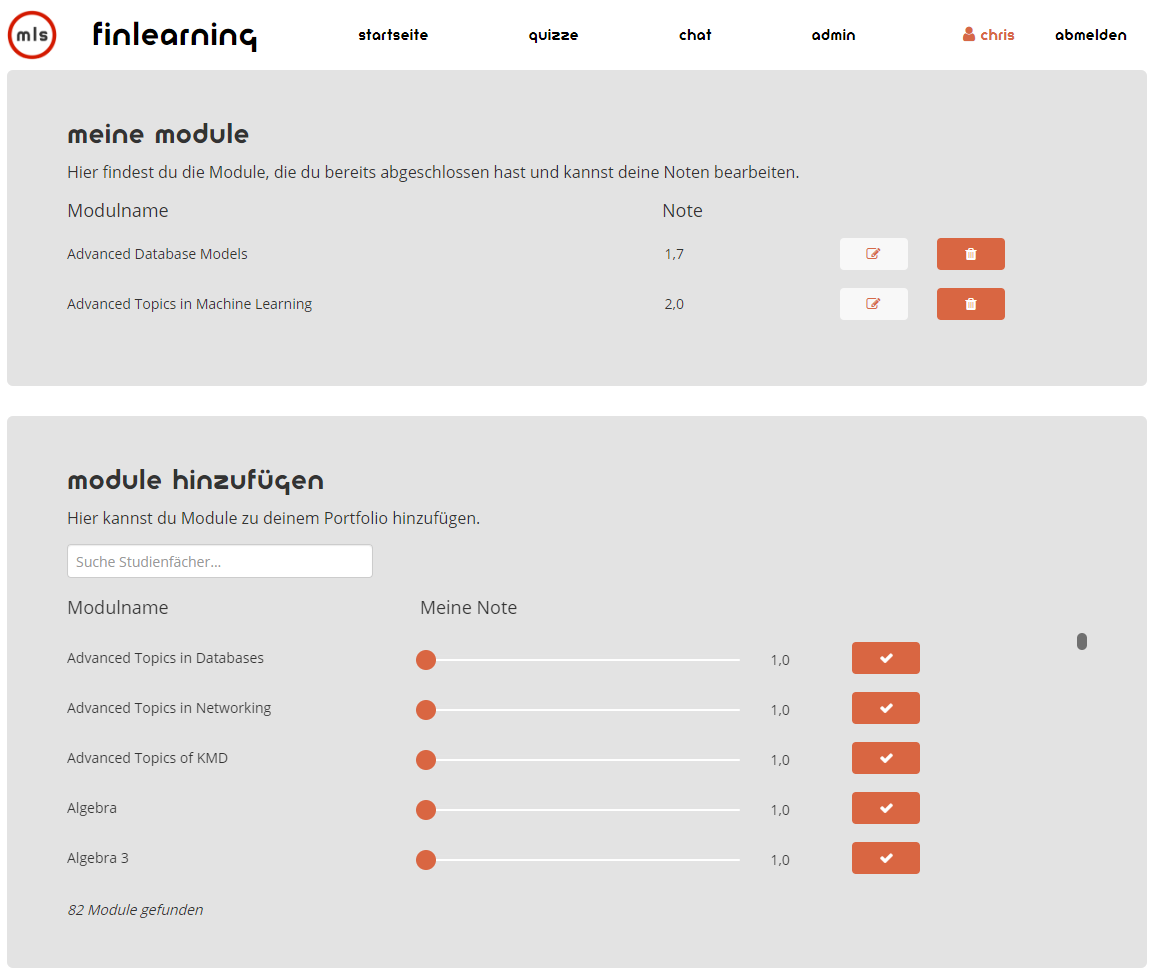 mls finlearning startseite quizze chat admin chris abmelden
meine module
Hier findest du die Module, die du bereits abgeschlossen hast und kannst deine Noten bearbeiten.
Modulname Note
Advanced Database Models 1,7
Advanced Topics in Machine Learning 2,0
module hinzufügen
Hier kannst du Module zu deinem Portfolio hinzufügen.
Suche Studienfächer...
Modulname Meine Note
Advanced Topics in Databases 1,0
Advanced Topics in Networking 1,0
Advanced Topics of KMD 1,0
Algebra 1,0
Algebra 3 1,0
82 Module gefunden